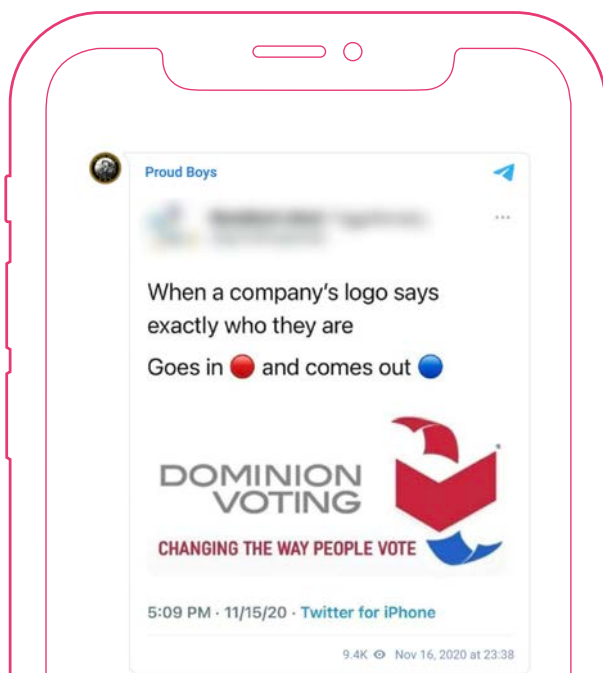 Proud Boys
When a company's logo says
exactly who they are
Goes in 🔴 and comes out 🔵
DOMINION
VOTING
CHANGING THE WAY PEOPLE VOTE
5:09 PM · 11/15/20 · Twitter for iPhone
9.4K Nov 16, 2020 at 23:38